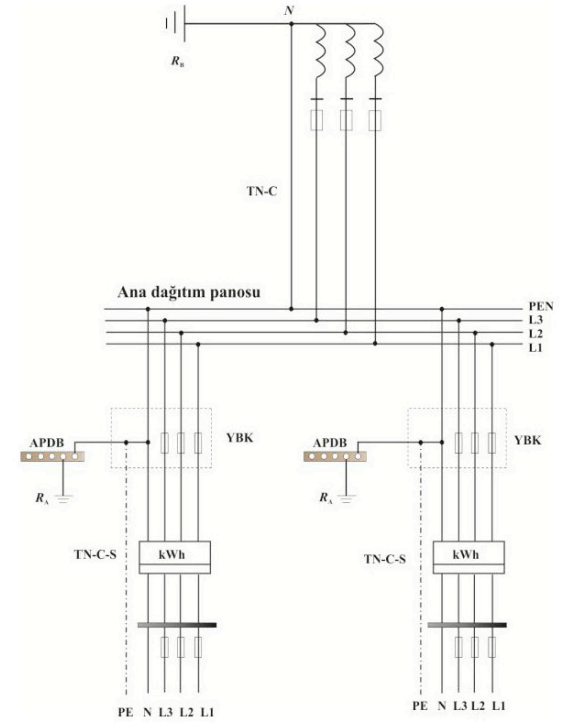 N
R_B
TN-C
Ana dağıtım panosu
PEN
L3
L2
L1
APDB
YBK
R_A
TN-C-S
kWh
PE N L3 L2 L1
APDB
YBK
R_A
TN-C-S
kWh
PE N L3 L2 L1